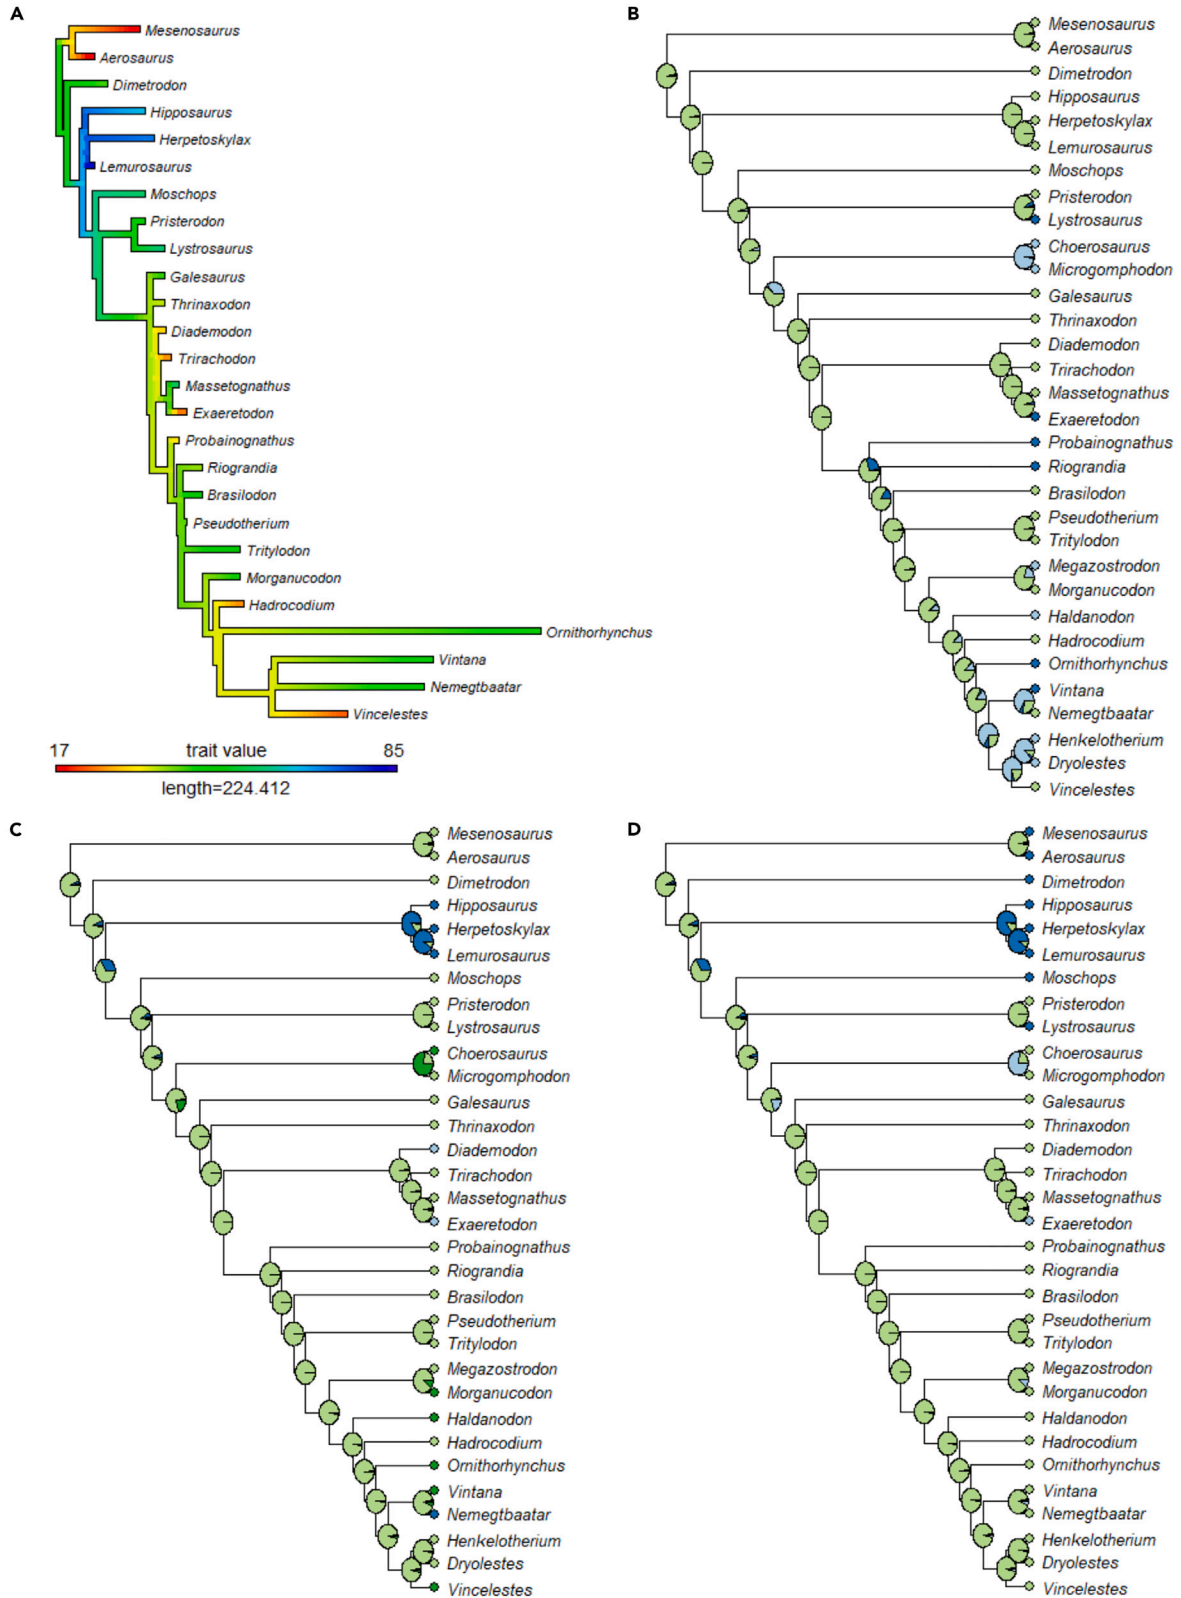 A
Mesenosaurus
Aerosaurus
Dimetrodon
Hipposaurus
Herpetoskylax
Lemurosaurus
Moschops
Pristerodon
Lystrosaurus
Galesaurus
Thrinaxodon
Diademodon
Trirachodon
Massetognathus
Exaeretodon
Probainognathus
Riograndia
Brasilodon
Pseudotherium
Tritylodon
Morganucodon
Hadrocodium
Ornithorhynchus
Vintana
Nemegtbaatar
Vincelestes
17 trait value 85
length=224.412
B
Mesenosaurus
Aerosaurus
Dimetrodon
Hipposaurus
Herpetoskylax
Lemurosaurus
Moschops
Pristerodon
Lystrosaurus
Choerosaurus
Microgomphodon
Galesaurus
Thrinaxodon
Diademodon
Trirachodon
Massetognathus
Exaeretodon
Probainognathus
Riograndia
Brasilodon
Pseudotherium
Tritylodon
Megazostrodon
Morganucodon
Haldanodon
Hadrocodium
Ornithorhynchus
Vintana
Nemegtbaatar
Henkelotherium
Dryolestes
Vincelestes
C
Mesenosaurus
Aerosaurus
Dimetrodon
Hipposaurus
Herpetoskylax
Lemurosaurus
Moschops
Pristerodon
Lystrosaurus
Choerosaurus
Microgomphodon
Galesaurus
Thrinaxodon
Diademodon
Trirachodon
Massetognathus
Exaeretodon
Probainognathus
Riograndia
Brasilodon
Pseudotherium
Tritylodon
Megazostrodon
Morganucodon
Haldanodon
Hadrocodium
Ornithorhynchus
Vintana
Nemegtbaatar
Henkelotherium
Dryolestes
Vincelestes
D
Mesenosaurus
Aerosaurus
Dimetrodon
Hipposaurus
Herpetoskylax
Lemurosaurus
Moschops
Pristerodon
Lystrosaurus
Choerosaurus
Microgomphodon
Galesaurus
Thrinaxodon
Diademodon
Trirachodon
Massetognathus
Exaeretodon
Probainognathus
Riograndia
Brasilodon
Pseudotherium
Tritylodon
Megazostrodon
Morganucodon
Haldanodon
Hadrocodium
Ornithorhynchus
Vintana
Nemegtbaatar
Henkelotherium
Dryolestes
Vincelestes